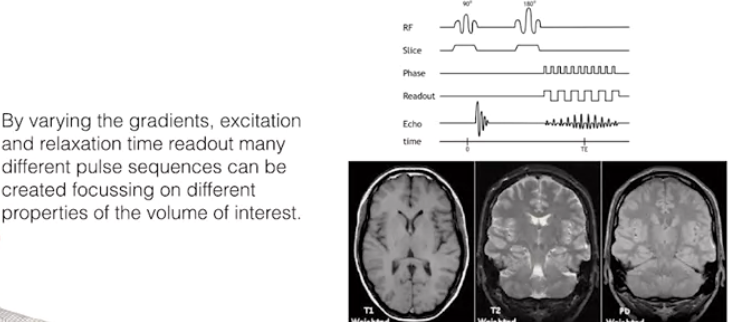 By varying the gradients, excitation
and relaxation time readout many
different pulse sequences can be
created focussing on different
properties of the volume of interest.
90° 180°
RF
Slice
Phase
Readout
Echo
time
0 TE
T1 T2 PD
Weighted Weighted Weighted